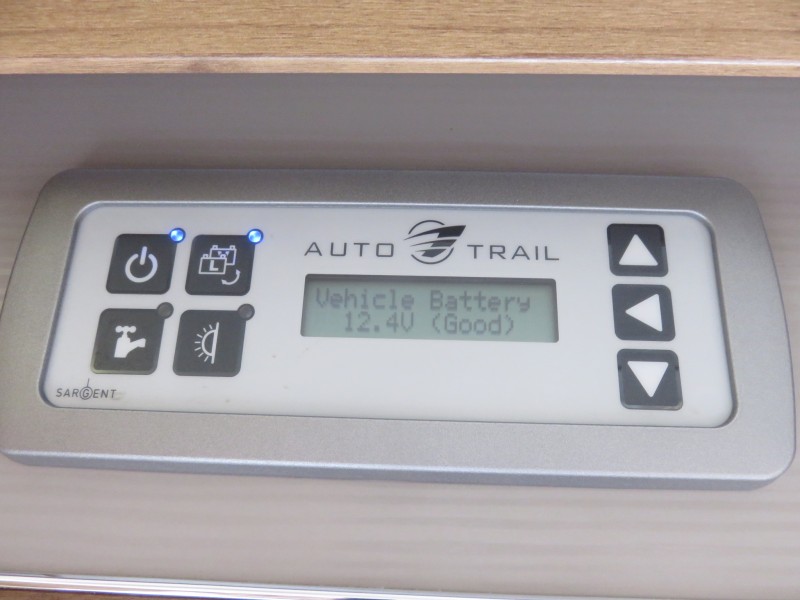 AUTO TRAIL
Vehicle Battery
12.4V (Good)
L
SARGENT